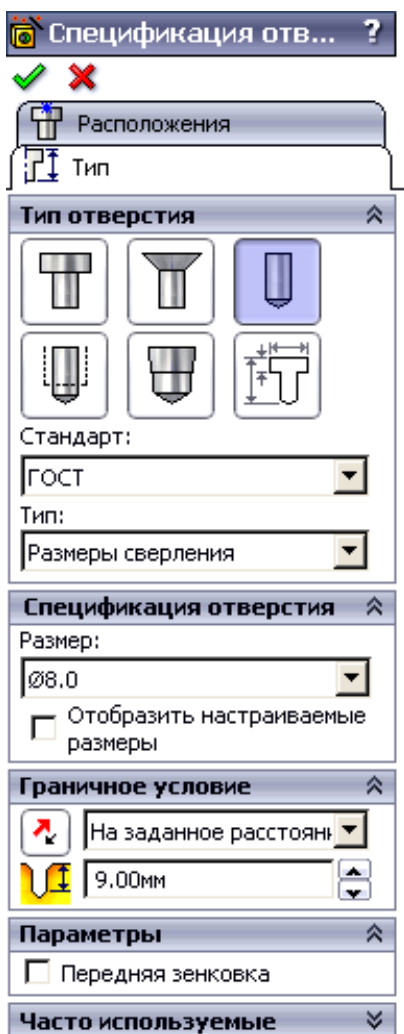 Спецификация отв... ?
Расположения
Тип
Тип отверстия
Стандарт:
ГОСТ
Тип:
Размеры сверления
Спецификация отверстия
Размер:
Ø8.0
Отобразить настраиваемые
размеры
Граничное условие
На заданное расстоян
9.00мм
Параметры
Передняя зенковка
Часто используемые